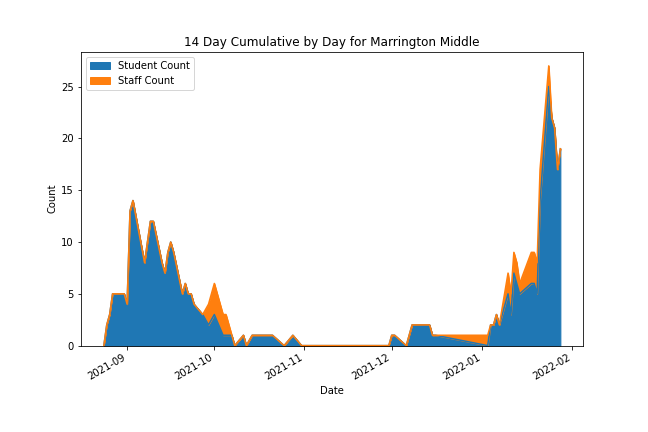 14 Day Cumulative by Day for Marrington Middle
Student Count
Staff Count
Count
25
20
15
10
5
0
2021-09
2021-10
2021-11
2021-12
2022-01
2022-02
Date